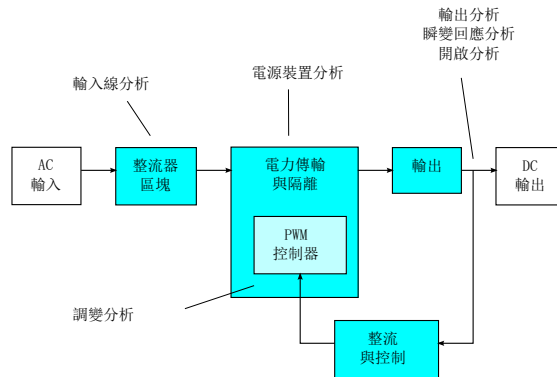 輸出分析
瞬變回應分析
開啟分析
電源裝置分析
輸入線分析
AC
輸入
整流器
區塊
電力傳輸
與隔離
輸出
DC
輸出
PWM
控制器
調變分析
整流
與控制